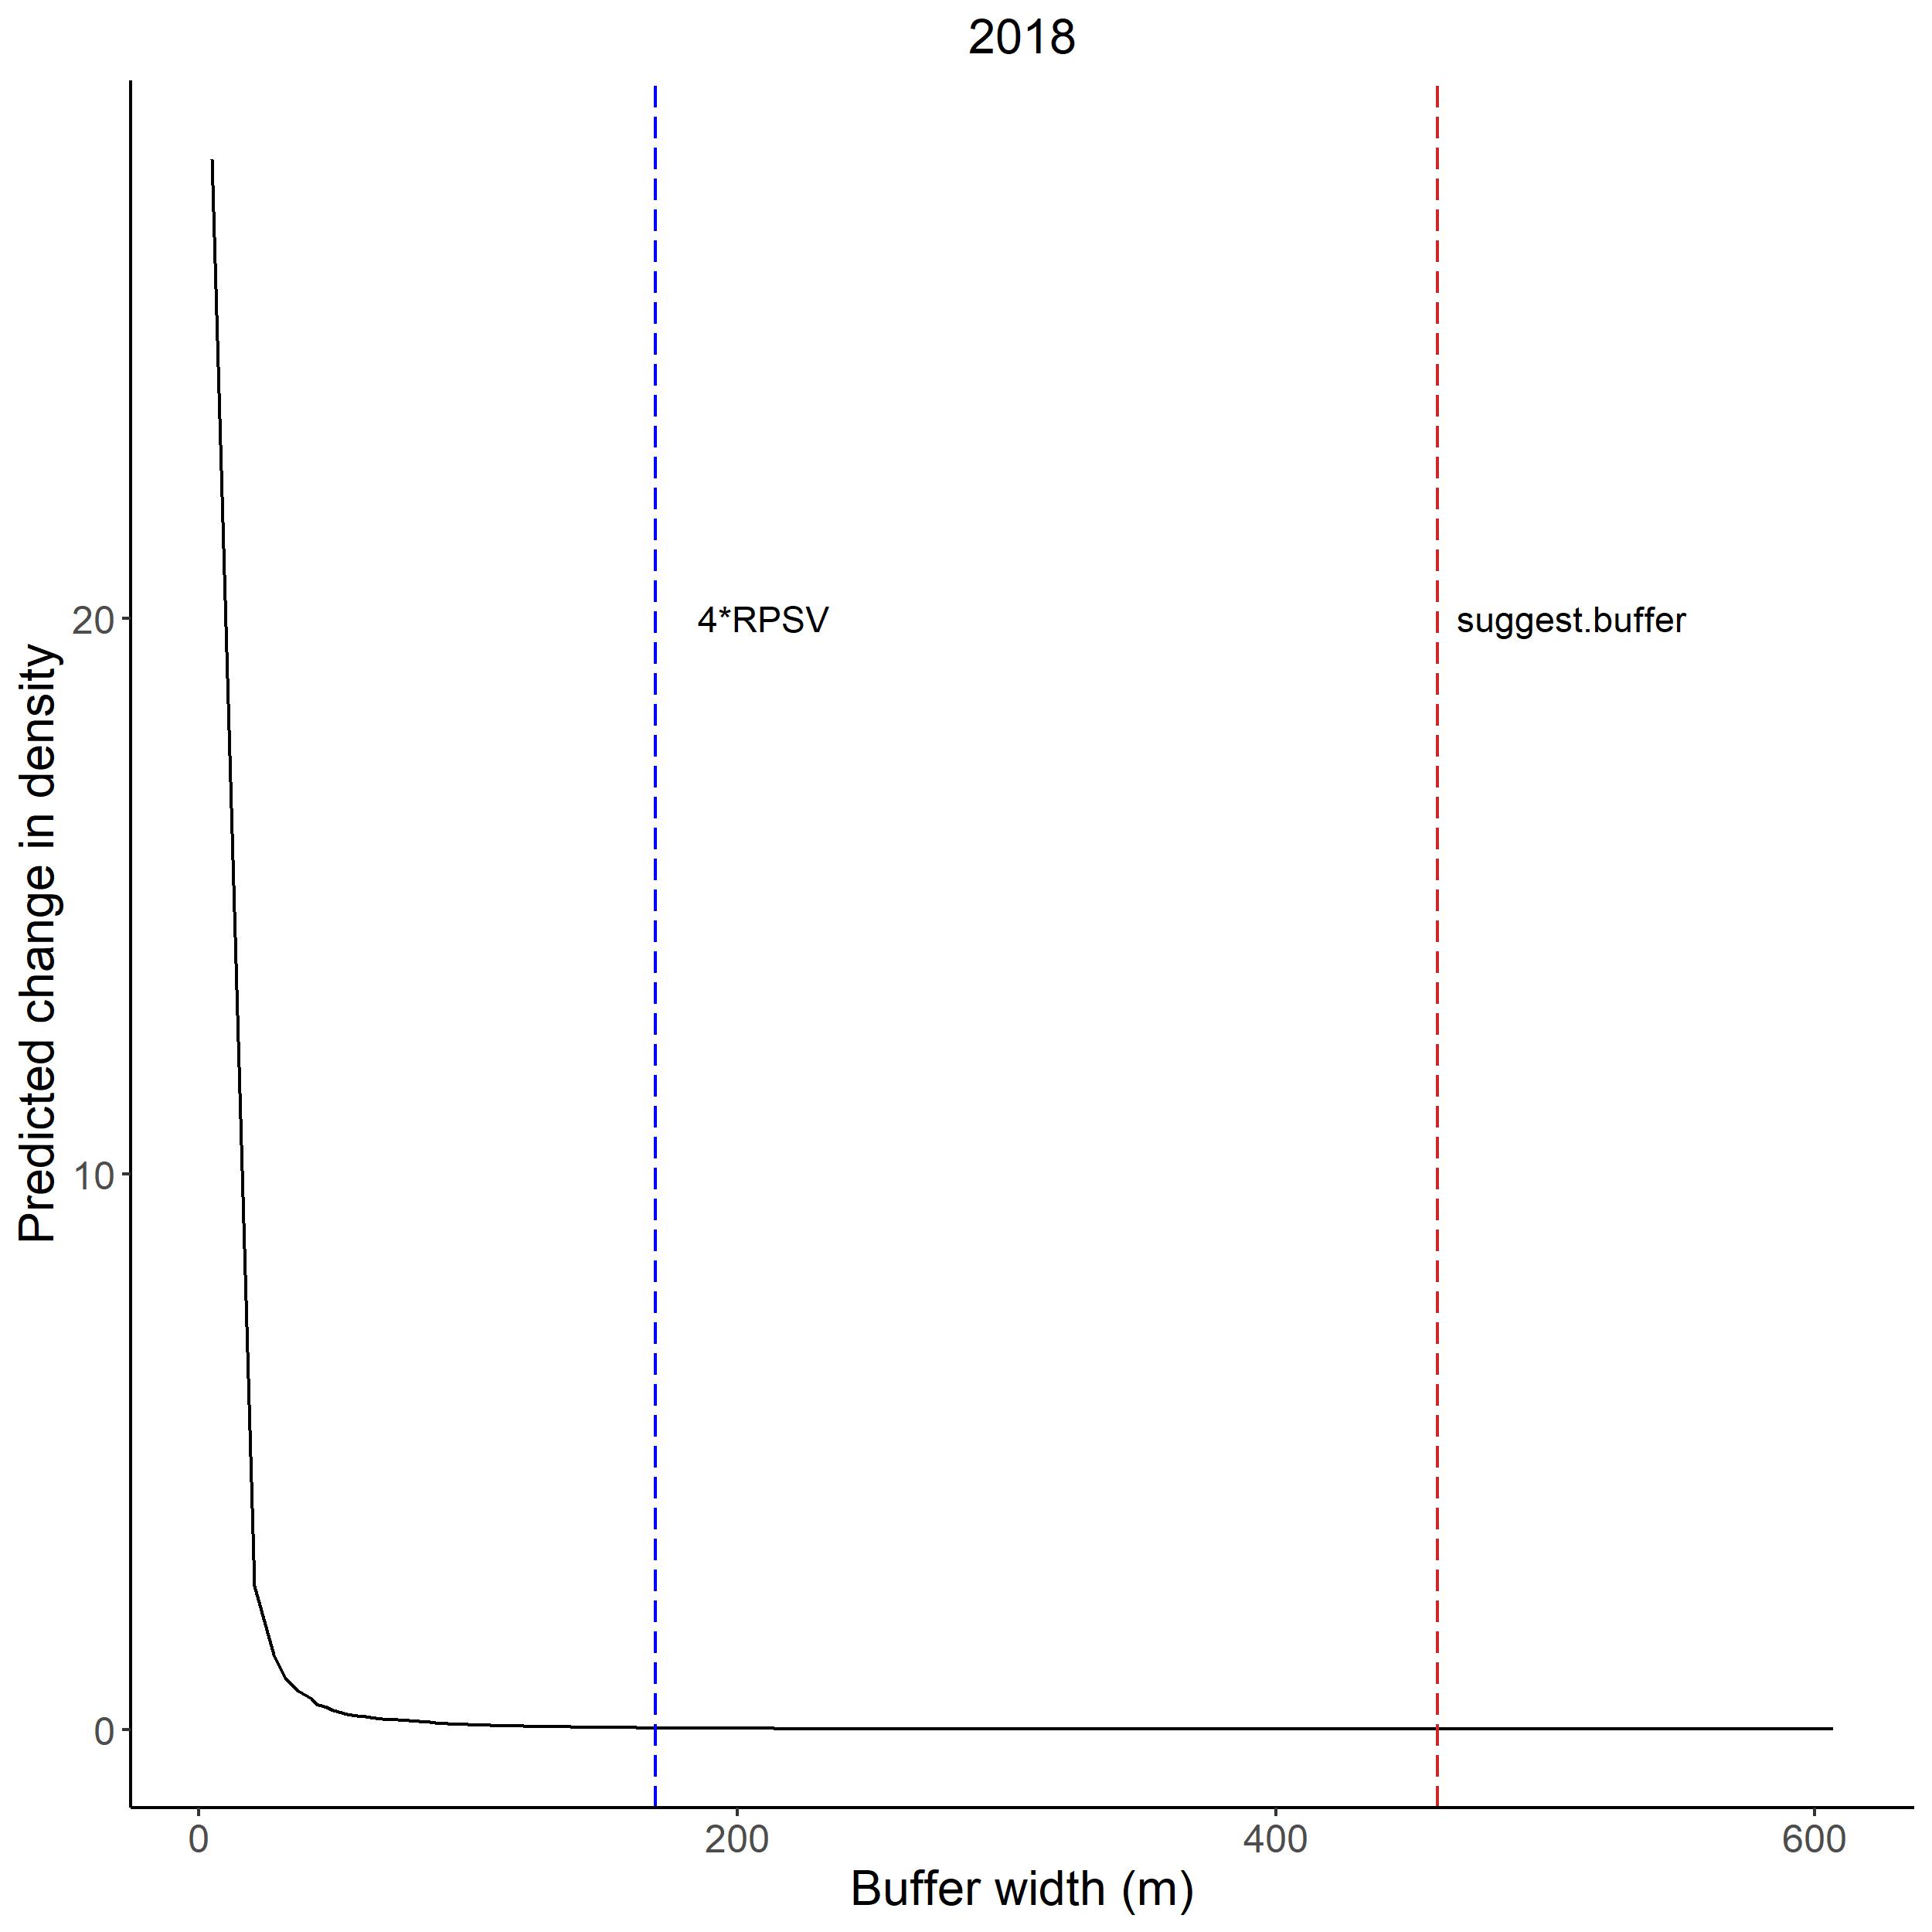 2018
Predicted change in density
20
10
0
4*RPSV
suggest.buffer
0
200
400
600
Buffer width (m)